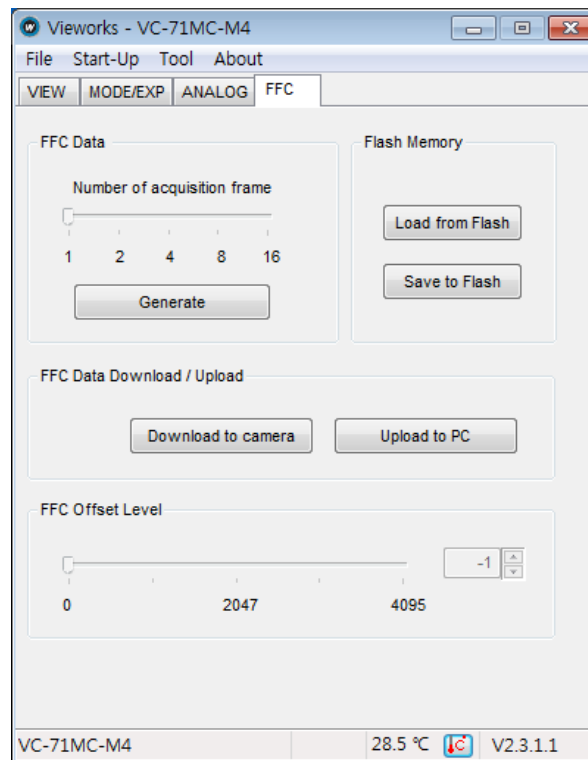 Vieworks - VC-71MC-M4
File Start-Up Tool About
VIEW MODE/EXP ANALOG FFC
FFC Data
Number of acquisition frame
1 2 4 8 16
Generate
Flash Memory
Load from Flash
Save to Flash
FFC Data Download / Upload
Download to camera Upload to PC
FFC Offset Level
-1
0 2047 4095
VC-71MC-M4 28.5 ℃ C V2.3.1.1